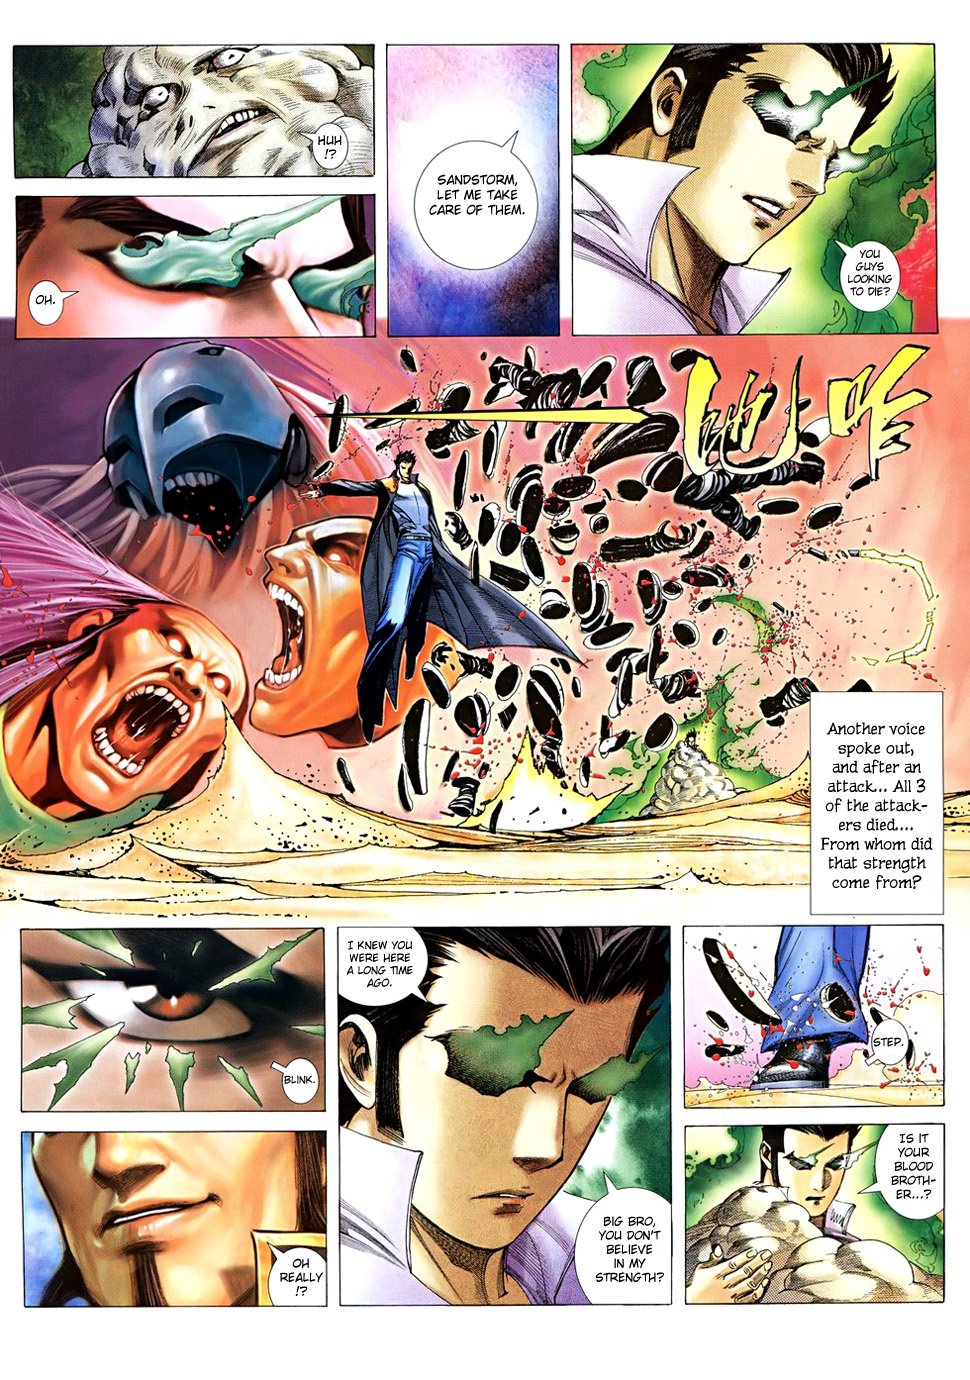 HUH
!?
SANDSTORM,
LET ME TAKE
CARE OF THEM.
YOU
GUYS
LOOKING
TO DIE?
OH.
吔 咋
Another voice
spoke out,
and after an
attack... All 3
of the attack-
ers died....
From whom did
that strength
come from?
BLINK.
I KNEW YOU
WERE HERE
A LONG TIME
AGO.
BIG BRO,
YOU DON'T
BELIEVE
IN MY
STRENGTH?
STEP.
OH
REALLY
!?
IS IT
YOUR
BLOOD
BROTH-
ER...?